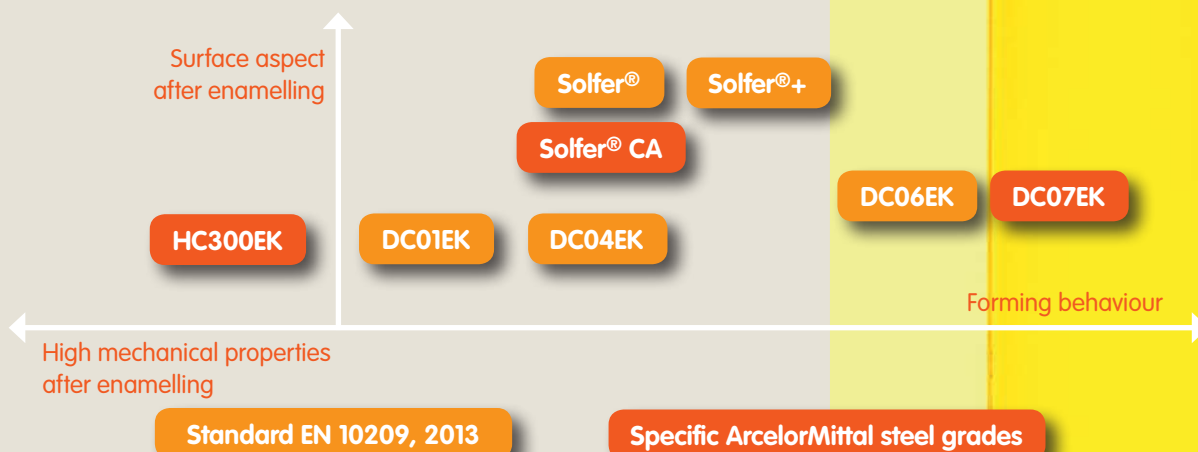 Surface aspect
after enamelling
Solfer®
Solfer®+
Solfer® CA
DC06EK
DC07EK
HC300EK
DC01EK
DC04EK
Forming behaviour
High mechanical properties
after enamelling
Standard EN 10209, 2013
Specific ArcelorMittal steel grades